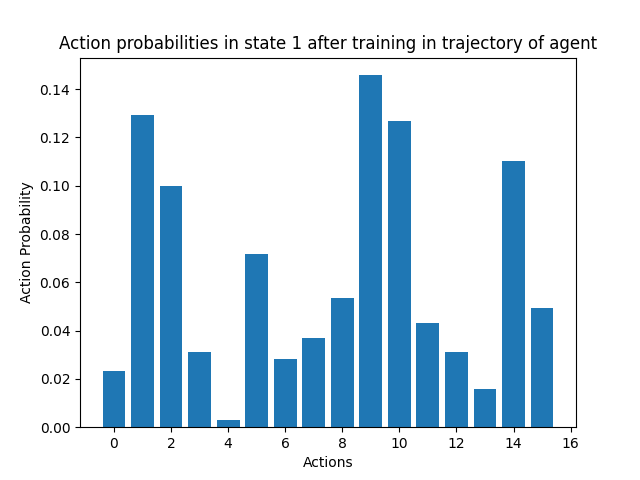 Action probabilities in state 1 after training in trajectory of agent
0.14
0.12
0.10
0.08
0.06
0.04
0.02
0.00
Action Probability
0 2 4 6 8 10 12 14 16
Actions